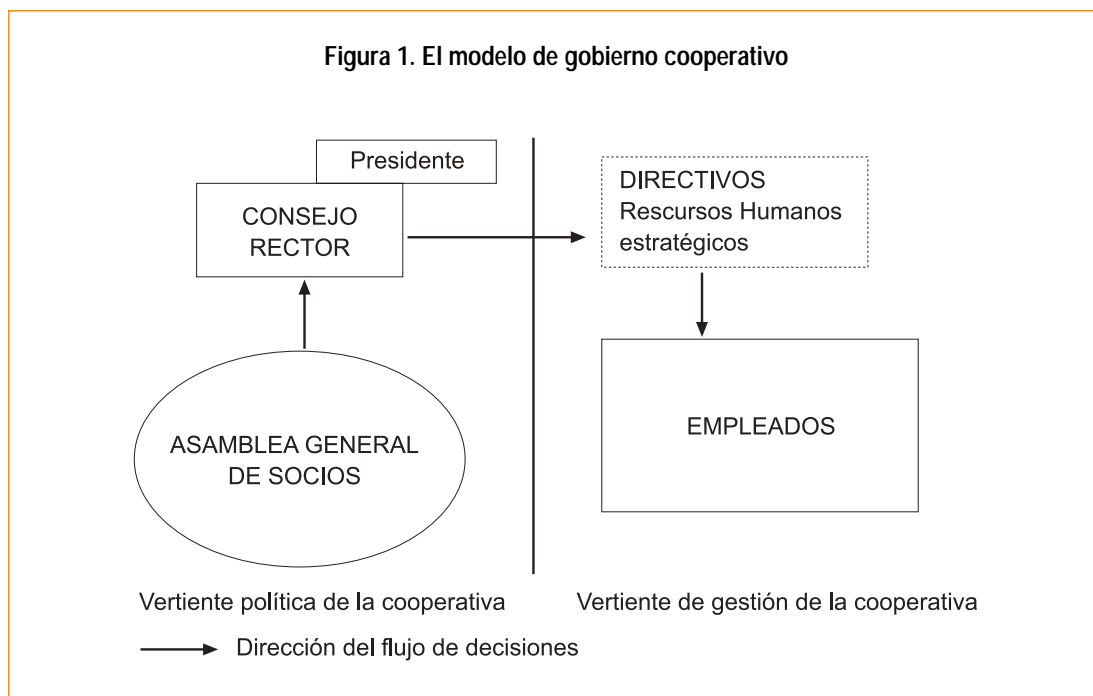 Figura 1. El modelo de gobierno cooperativo
Presidente
CONSEJO
RECTOR
ASAMBLEA GENERAL
DE SOCIOS
DIRECTIVOS
Rescursos Humanos
estratégicos
EMPLEADOS
Vertiente política de la cooperativa
Vertiente de gestión de la cooperativa
Dirección del flujo de decisiones